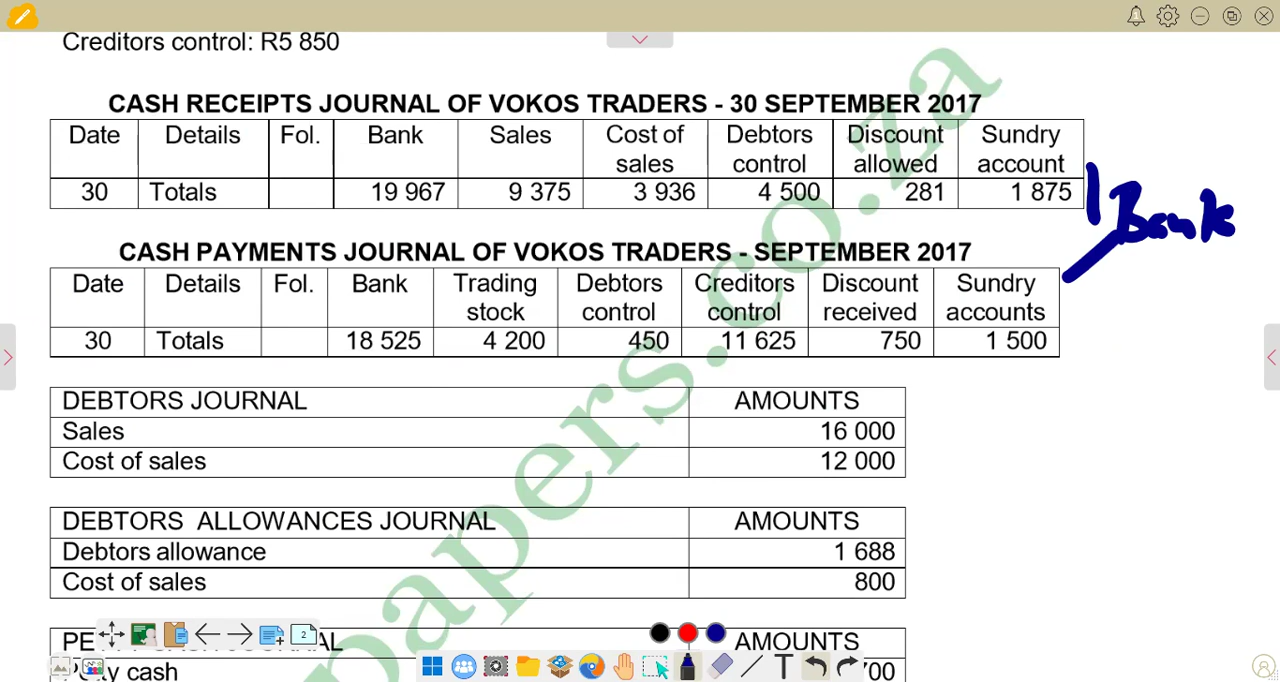 Creditors control: R5 850
CASH RECEIPTS JOURNAL OF VOKOS TRADERS - 30 SEPTEMBER 2017
Date Details Fol. Bank Sales Cost of sales Debtors control Discount allowed Sundry account
30 Totals 19 967 9 375 3 936 4 500 281 1 875
Bank
CASH PAYMENTS JOURNAL OF VOKOS TRADERS - SEPTEMBER 2017
Date Details Fol. Bank Trading stock Debtors control Creditors control Discount received Sundry accounts
30 Totals 18 525 4 200 450 11 625 750 1 500
DEBTORS JOURNAL AMOUNTS
Sales 16 000
Cost of sales 12 000
DEBTORS ALLOWANCES JOURNAL AMOUNTS
Debtors allowance 1 688
Cost of sales 800
AMOUNTS
cash
papers.co.za
2